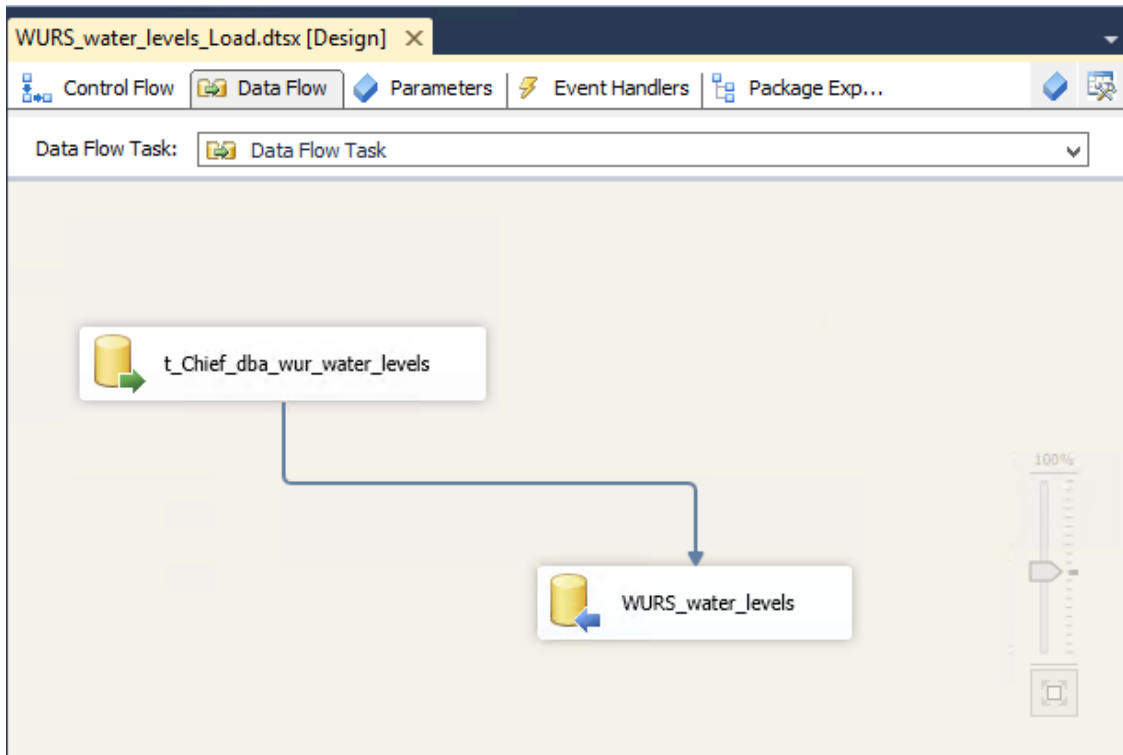 WURS_water_levels_Load.dtsx [Design]
Control Flow Data Flow Parameters Event Handlers Package Exp...
Data Flow Task: Data Flow Task
t_Chief_dba_wur_water_levels
100%
WURS_water_levels